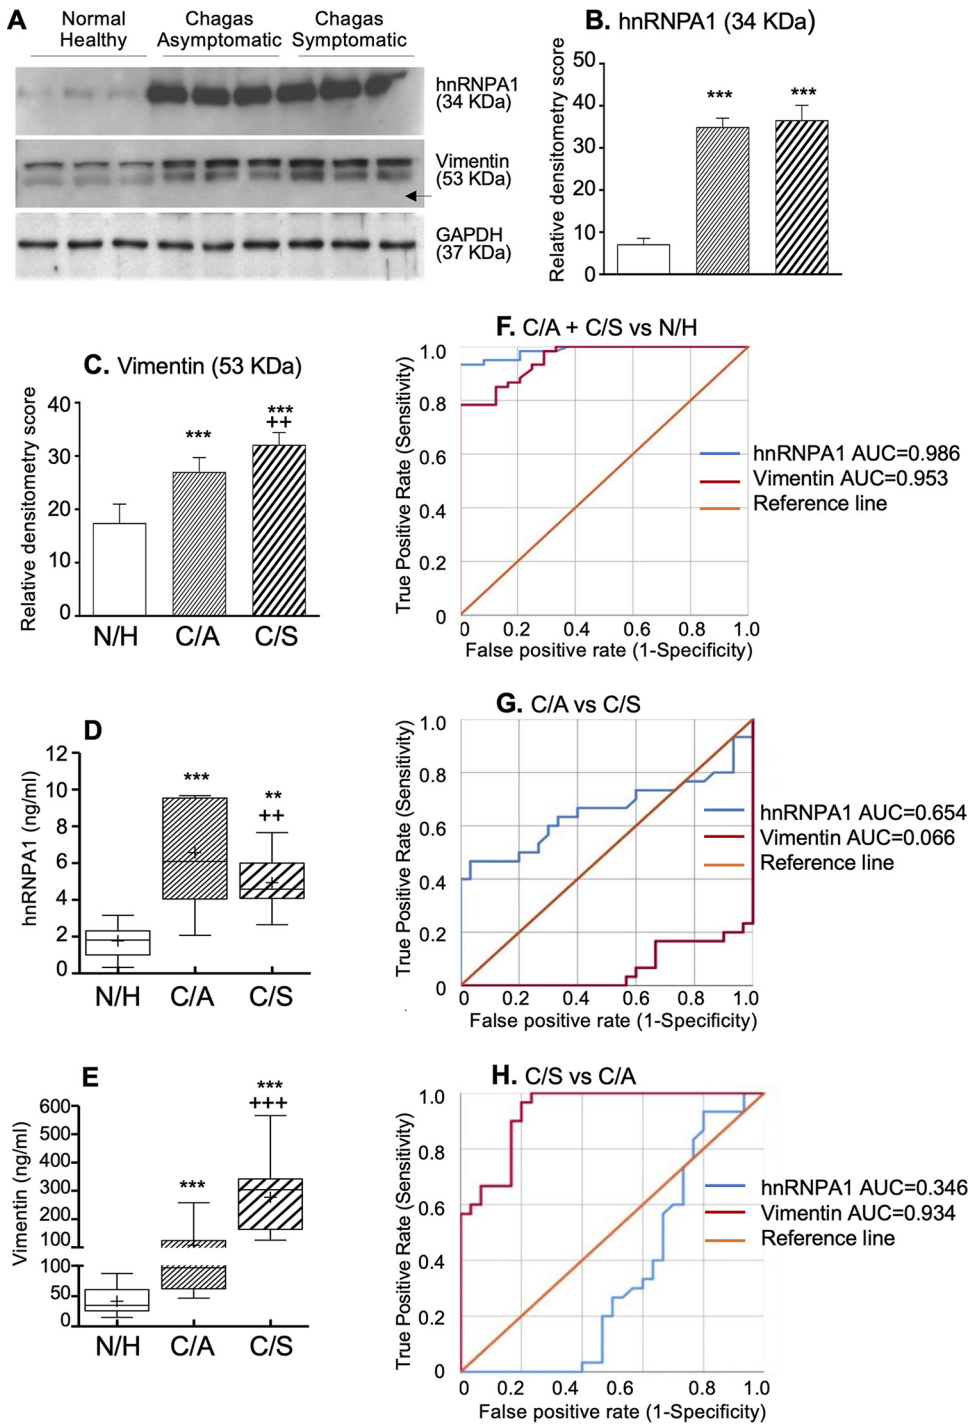 A
Normal
Healthy
Chagas
Asymptomatic
Chagas
Symptomatic
hnRNPA1
(34 KDa)
Vimentin
(53 KDa)
GAPDH
(37 KDa)
B. hnRNPA1 (34 KDa)
Relative densitometry score
50
40
30
20
10
0
***
***
C. Vimentin (53 KDa)
Relative densitometry score
40
30
20
10
0
***
***
++
N/H C/A C/S
F. C/A + C/S vs N/H
True Positive Rate (Sensitivity)
1.0
0.8
0.6
0.4
0.2
0
0 0.2 0.4 0.6 0.8 1.0
False positive rate (1-Specificity)
hnRNPA1 AUC=0.986
Vimentin AUC=0.953
Reference line
D
hnRNPA1 (ng/ml)
12
10
8
6
4
2
0
***
**
++
N/H C/A C/S
G. C/A vs C/S
True Positive Rate (Sensitivity)
1.0
0.8
0.6
0.4
0.2
0
0 0.2 0.4 0.6 0.8 1.0
False positive rate (1-Specificity)
hnRNPA1 AUC=0.654
Vimentin AUC=0.066
Reference line
E
Vimentin (ng/ml)
600
500
400
300
200
100
100
50
0
***
***
+++
N/H C/A C/S
H. C/S vs C/A
True Positive Rate (Sensitivity)
1.0
0.8
0.6
0.4
0.2
0
0 0.2 0.4 0.6 0.8 1.0
False positive rate (1-Specificity)
hnRNPA1 AUC=0.346
Vimentin AUC=0.934
Reference line